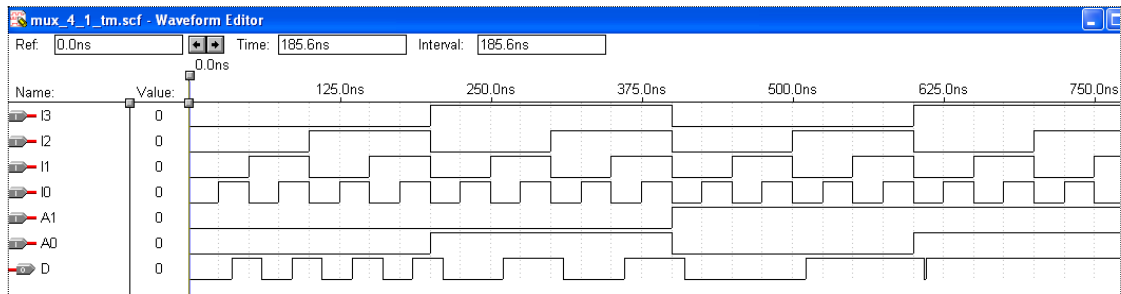 mux_4_1_tm.scf - Waveform Editor
Ref: 0.0ns Time: 185.6ns Interval: 185.6ns
0.0ns
Name: Value: 125.0ns 250.0ns 375.0ns 500.0ns 625.0ns 750.0ns
I3 0
I2 0
I1 0
I0 0
A1 0
A0 0
D 0